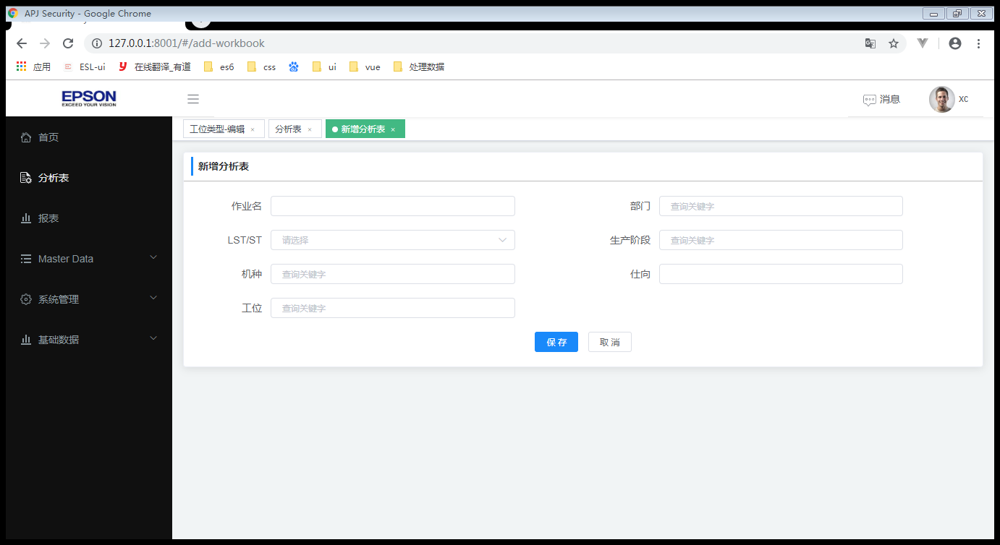 APJ Security - Google Chrome
127.0.0.1:8001/#/add-workbook
应用 ESL-ui 在线翻译_有道 es6 css ui vue 处理数据
EPSON
EXCEED YOUR VISION
消息 xc
工位类型-编辑 × 分析表 × 新增分析表 ×
首页
分析表
报表
Master Data
系统管理
基础数据
新增分析表
作业名
部门 查询关键字
LST/ST 请选择
生产阶段 查询关键字
机种 查询关键字
仕向
工位 查询关键字
保存 取消